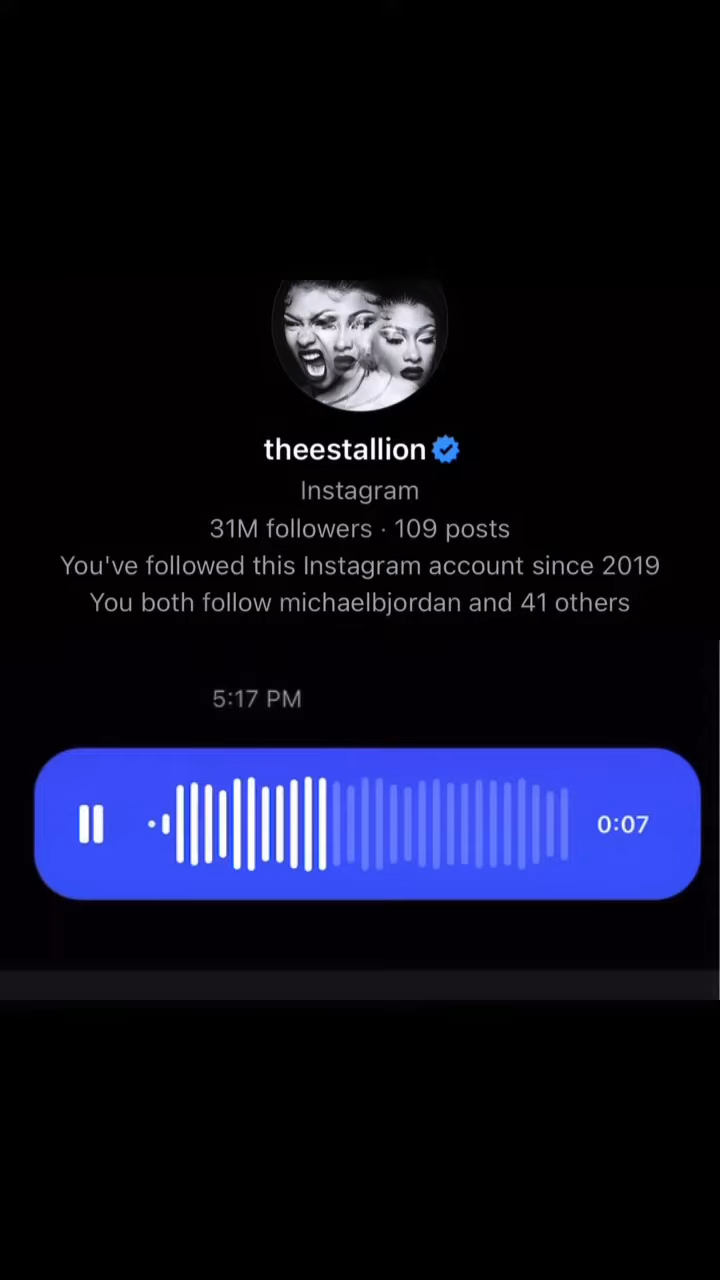 theestallion
Instagram
31M followers · 109 posts
You've followed this Instagram account since 2019
You both follow michaelbjordan and 41 others
5:17 PM
0:07